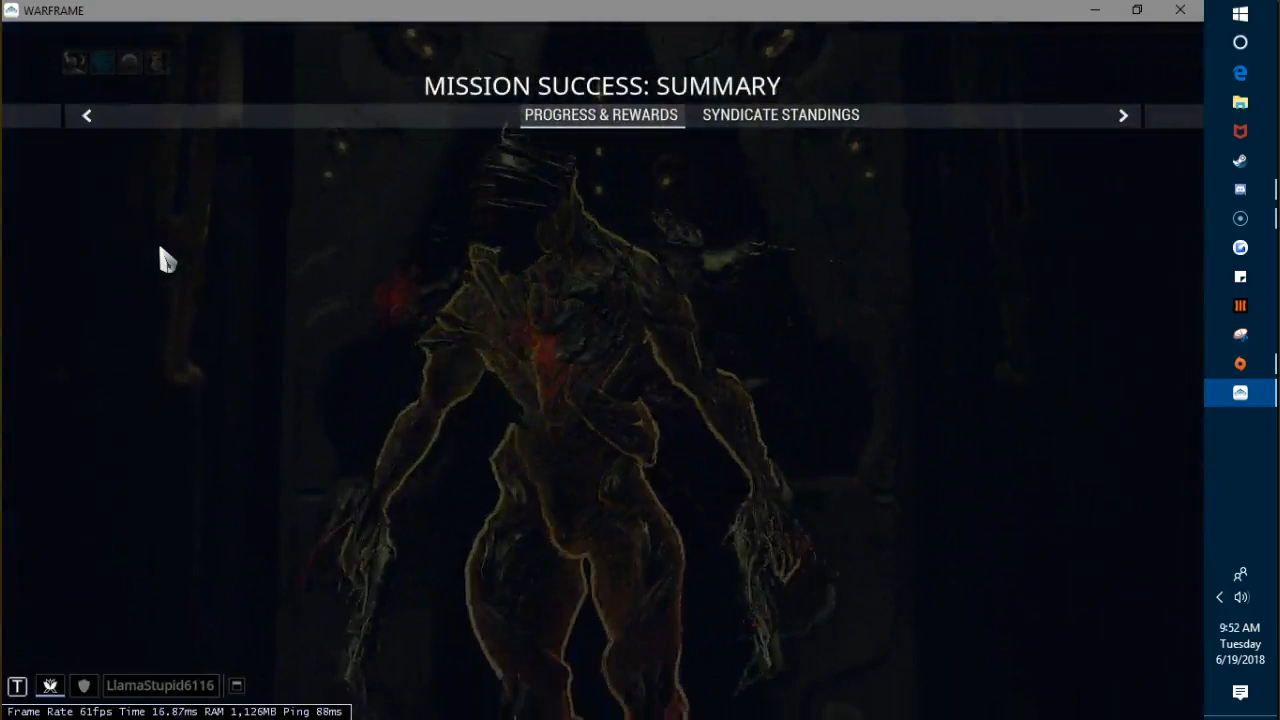 WARFRAME
MISSION SUCCESS: SUMMARY
PROGRESS & REWARDS SYNDICATE STANDINGS
T LlamaStupid6116
Frame Rate 61fps Time 16.87ms RAM 1,126MB Ping 88ms
9:52 AM
Tuesday
6/19/2018